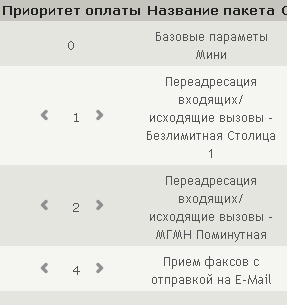 Приоритет оплаты Название пакета
0
Базовые параметы
Мини
Переадресация
входящих/
1
исходящие вызовы -
Безлимитная Столица
1
Переадресация
входящих/
2
исходящие вызовы -
МГМН Поминутная
4
Прием факсов с
отправкой на E-Mail